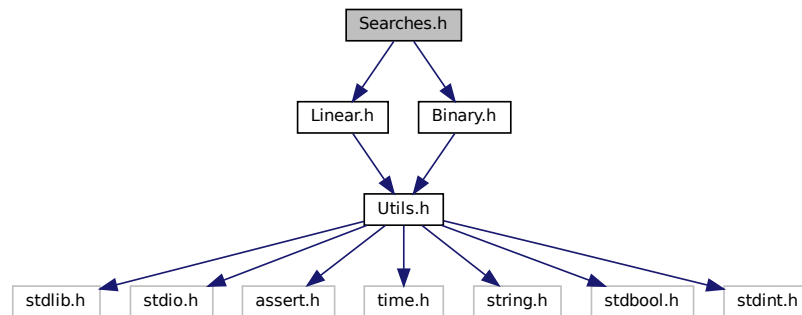 Searches.h
Linear.h
Binary.h
Utils.h
stdlib.h
stdio.h
assert.h
time.h
string.h
stdbool.h
stdint.h